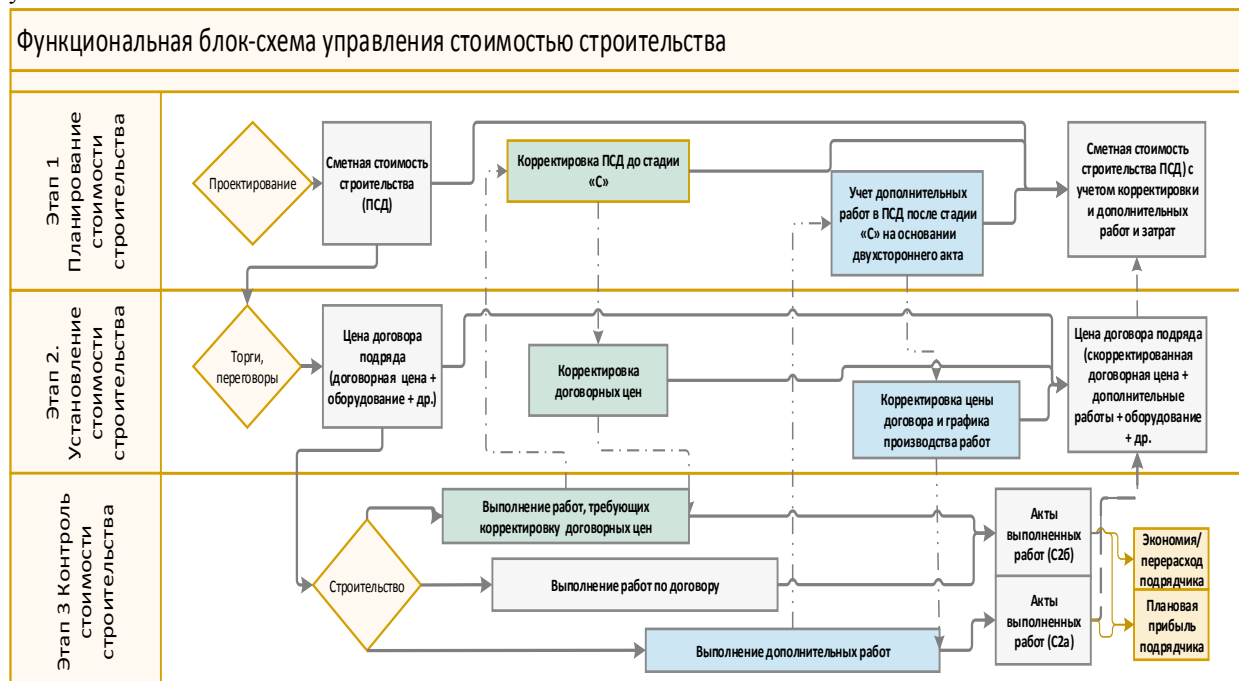 у
Функциональная блок-схема управления стоимостью строительства
Этап 1
Планирование
стоимости
строительства
Проектирование
Сметная стоимость
строительства
(ПСД)
Корректировка ПСД до стадии
«С»
Учет дополнительных
работ в ПСД после стадии
«С» на основании
двухстороннего акта
Сметная стоимость
строительства ПСД) с
учетом корректировки
и дополнительных
работ и затрат
Этап 2.
Установление
стоимости
строительства
Торги,
переговоры
Цена договора
подряда
(договорная цена +
оборудование + др.)
Корректировка
договорных цен
Корректировка цены
договора и графика
производства работ
Цена договора подряда
(скорректированная
договорная цена +
дополнительные
работы + оборудование
+ др.
Этап 3 Контроль
стоимости
строительства
Строительство
Выполнение работ, требующих
корректировку договорных цен
Выполнение работ по договору
Выполнение дополнительных работ
Акты
выполненных
работ (С2б)
Акты
выполненных
работ (С2а)
Экономия/
перерасход
подрядчика
Плановая
прибыль
подрядчика